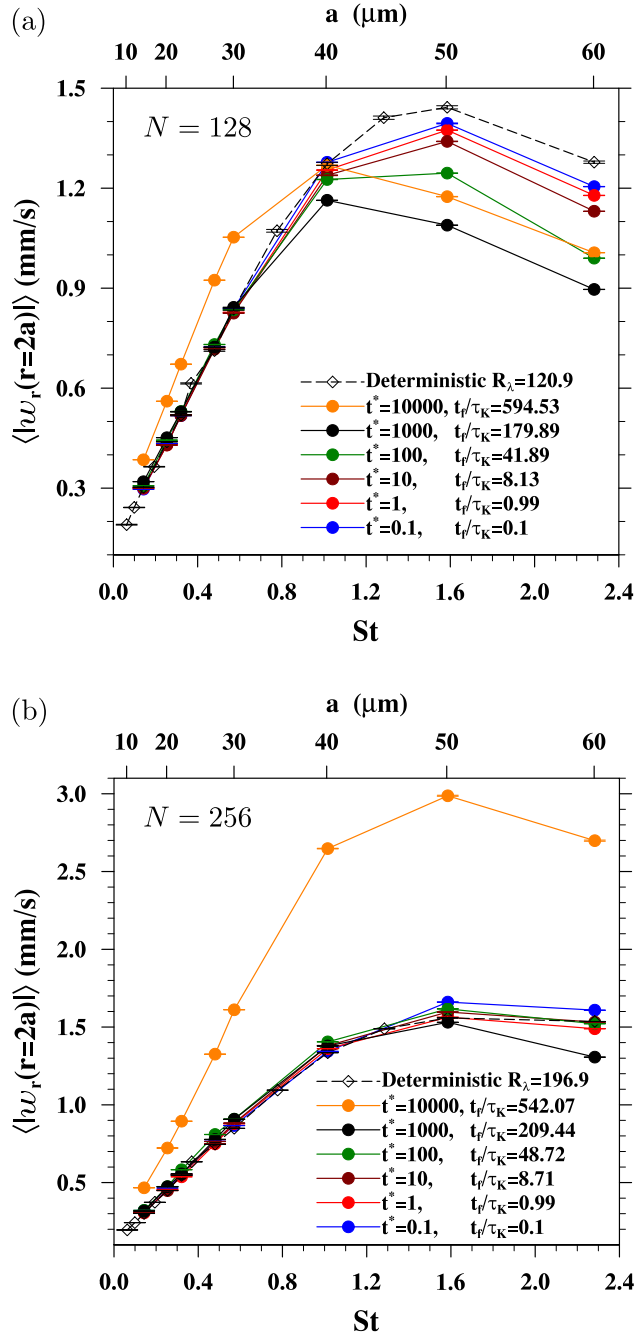 (a)
a (μm)
10 20 30 40 50 60
N = 128
1.5
1.2
0.9
0.6
0.3
⟨|w_r(r=2a)|⟩ (mm/s)
Deterministic R_λ=120.9
t*=10000, t_f/τ_K=594.53
t*=1000, t_f/τ_K=179.89
t*=100, t_f/τ_K=41.89
t*=10, t_f/τ_K=8.13
t*=1, t_f/τ_K=0.99
t*=0.1, t_f/τ_K=0.1
0.0 0.4 0.8 1.2 1.6 2.0 2.4
St
(b)
a (μm)
10 20 30 40 50 60
N = 256
3.0
2.5
2.0
1.5
1.0
0.5
⟨|w_r(r=2a)|⟩ (mm/s)
Deterministic R_λ=196.9
t*=10000, t_f/τ_K=542.07
t*=1000, t_f/τ_K=209.44
t*=100, t_f/τ_K=48.72
t*=10, t_f/τ_K=8.71
t*=1, t_f/τ_K=0.99
t*=0.1, t_f/τ_K=0.1
0.0 0.4 0.8 1.2 1.6 2.0 2.4
St